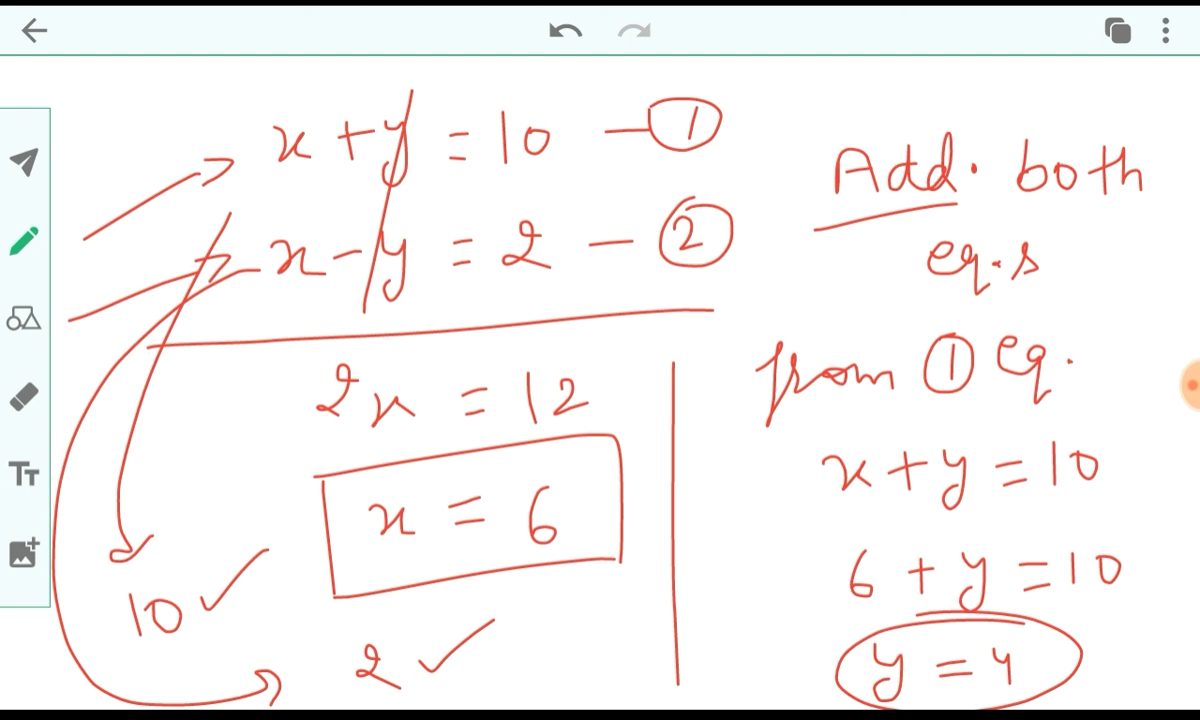 x + y = 10 — ①
x - y = 2 — ②
2x = 12
x = 6
10 ✓
2 ✓
Add. both
eq.s
from ① eq.
x + y = 10
6 + y = 10
y = 4
TT